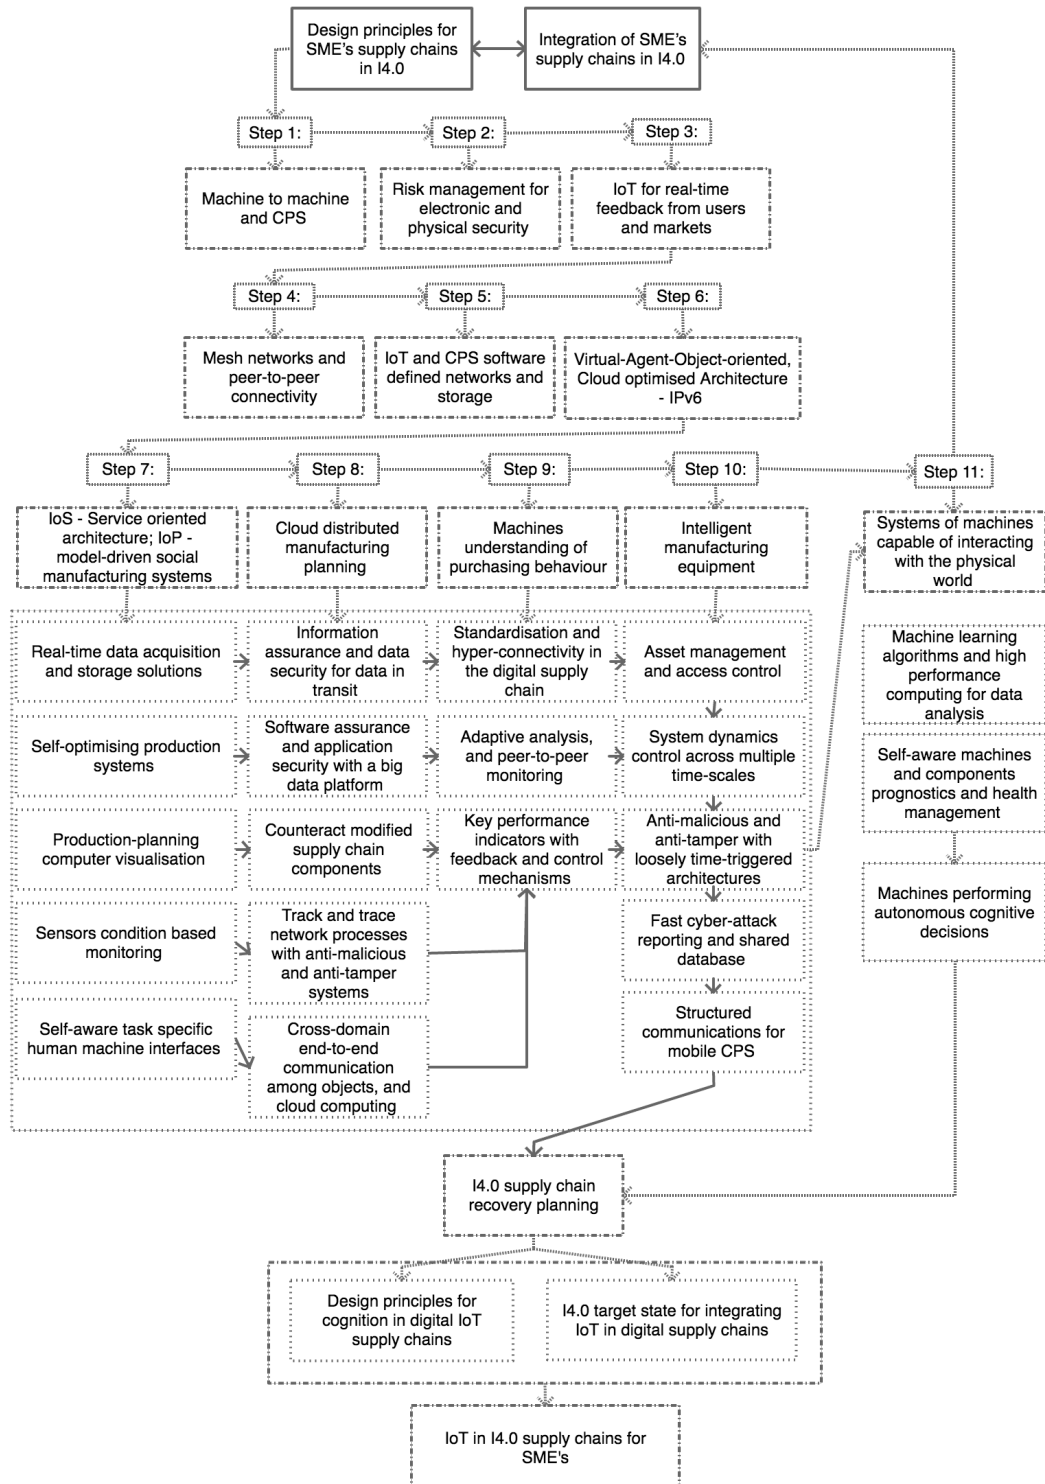 Design principles for
SME's supply chains
in I4.0
Integration of SME's
supply chains in I4.0
Step 1:
Step 2:
Step 3:
Machine to machine
and CPS
Risk management for
electronic and
physical security
IoT for real-time
feedback from users
and markets
Step 4:
Step 5:
Step 6:
Mesh networks and
peer-to-peer
connectivity
IoT and CPS software
defined networks and
storage
Virtual-Agent-Object-oriented,
Cloud optimised Architecture
- IPv6
Step 7:
Step 8:
Step 9:
Step 10:
Step 11:
IoS - Service oriented
architecture; IoP -
model-driven social
manufacturing systems
Cloud distributed
manufacturing
planning
Machines
understanding of
purchasing behaviour
Intelligent
manufacturing
equipment
Systems of machines
capable of interacting
with the physical
world
Real-time data acquisition
and storage solutions
Information
assurance and data
security for data in
transit
Standardisation and
hyper-connectivity in
the digital supply
chain
Asset management
and access control
Machine learning
algorithms and high
performance
computing for data
analysis
Self-optimising production
systems
Software assurance
and application
security with a big
data platform
Adaptive analysis,
and peer-to-peer
monitoring
System dynamics
control across multiple
time-scales
Self-aware machines
and components
prognostics and health
management
Production-planning
computer visualisation
Counteract modified
supply chain
components
Key performance
indicators with
feedback and control
mechanisms
Anti-malicious and
anti-tamper with
loosely time-triggered
architectures
Machines performing
autonomous cognitive
decisions
Sensors condition based
monitoring
Track and trace
network processes
with anti-malicious
and anti-tamper
systems
Fast cyber-attack
reporting and shared
database
Self-aware task specific
human machine interfaces
Cross-domain
end-to-end
communication
among objects, and
cloud computing
Structured
communications for
mobile CPS
I4.0 supply chain
recovery planning
Design principles for
cognition in digital IoT
supply chains
I4.0 target state for integrating
IoT in digital supply chains
IoT in I4.0 supply chains for
SME's